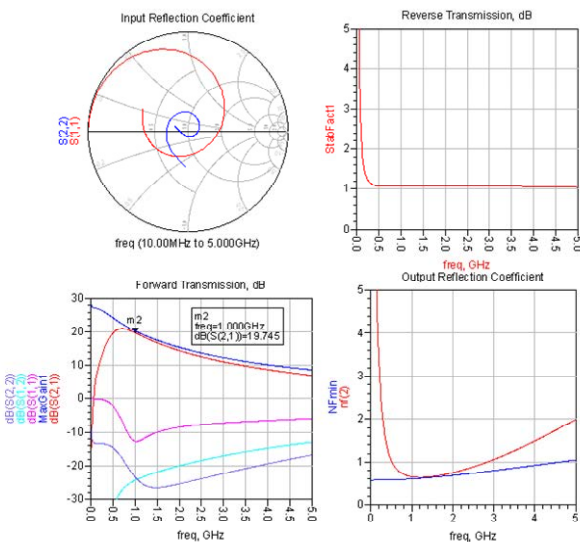 Input Reflection Coefficient
S(2,2)
S(1,1)
freq (10.00MHz to 5.000GHz)
Reverse Transmission, dB
StabFact1
5
4
3
2
1
0
0.0 0.5 1.0 1.5 2.0 2.5 3.0 3.5 4.0 4.5 5.0
freq, GHz
Forward Transmission, dB
dB(S(2,2))
dB(S(1,2))
dB(S(1,1))
MaxGain1
dB(S(2,1))
30
20
10
0
-10
-20
-30
m2
m2
freq=1.000GHz
dB(S(2,1))=19.745
0.0 0.5 1.0 1.5 2.0 2.5 3.0 3.5 4.0 4.5 5.0
freq, GHz
Output Reflection Coefficient
NFmin
nf(2)
5
4
3
2
1
0
0 1 2 3 4 5
freq, GHz